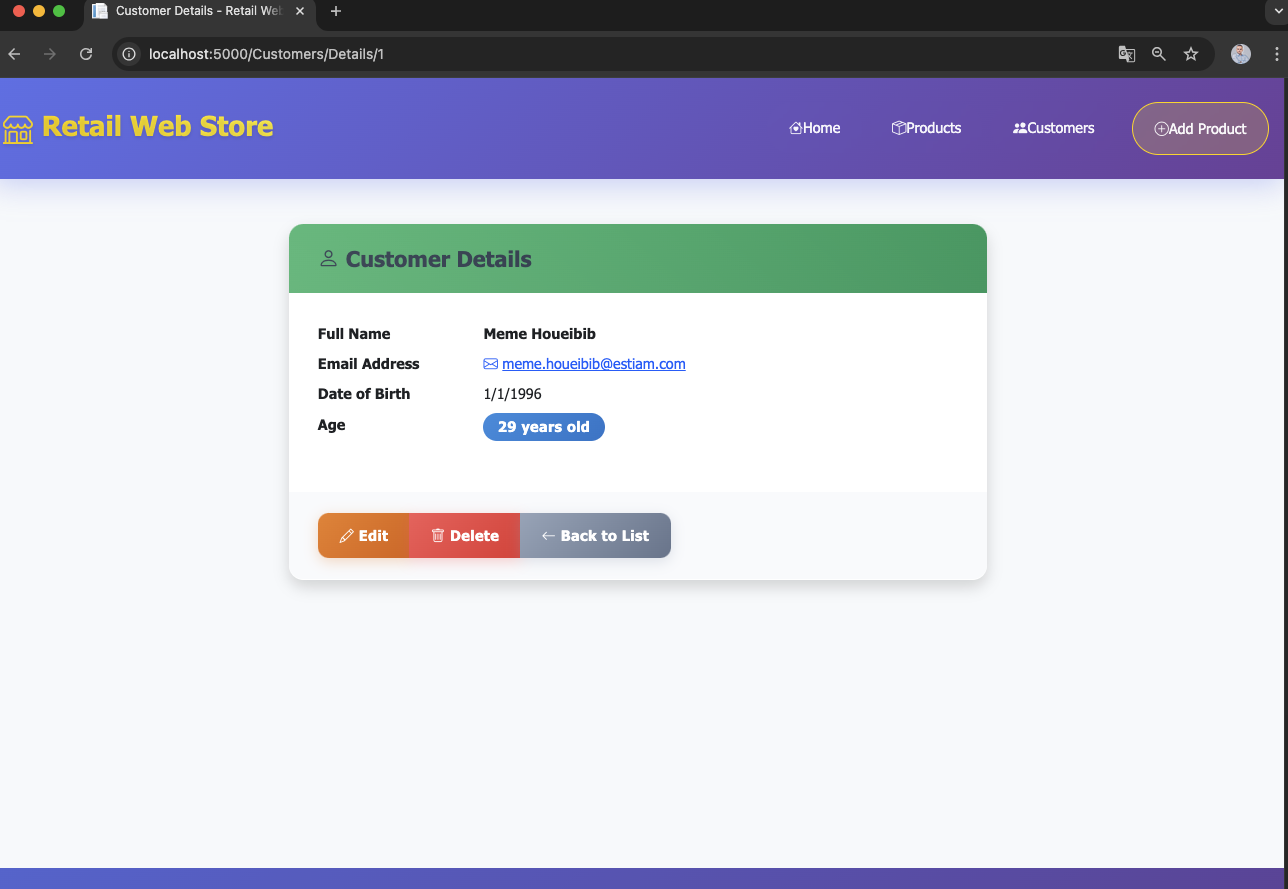 Customer Details - Retail Web
localhost:5000/Customers/Details/1
Retail Web Store
Home
Products
Customers
Add Product
Customer Details
Full Name Meme Houeibib
Email Address meme.houeibib@estiam.com
Date of Birth 1/1/1996
Age 29 years old
Edit
Delete
Back to List